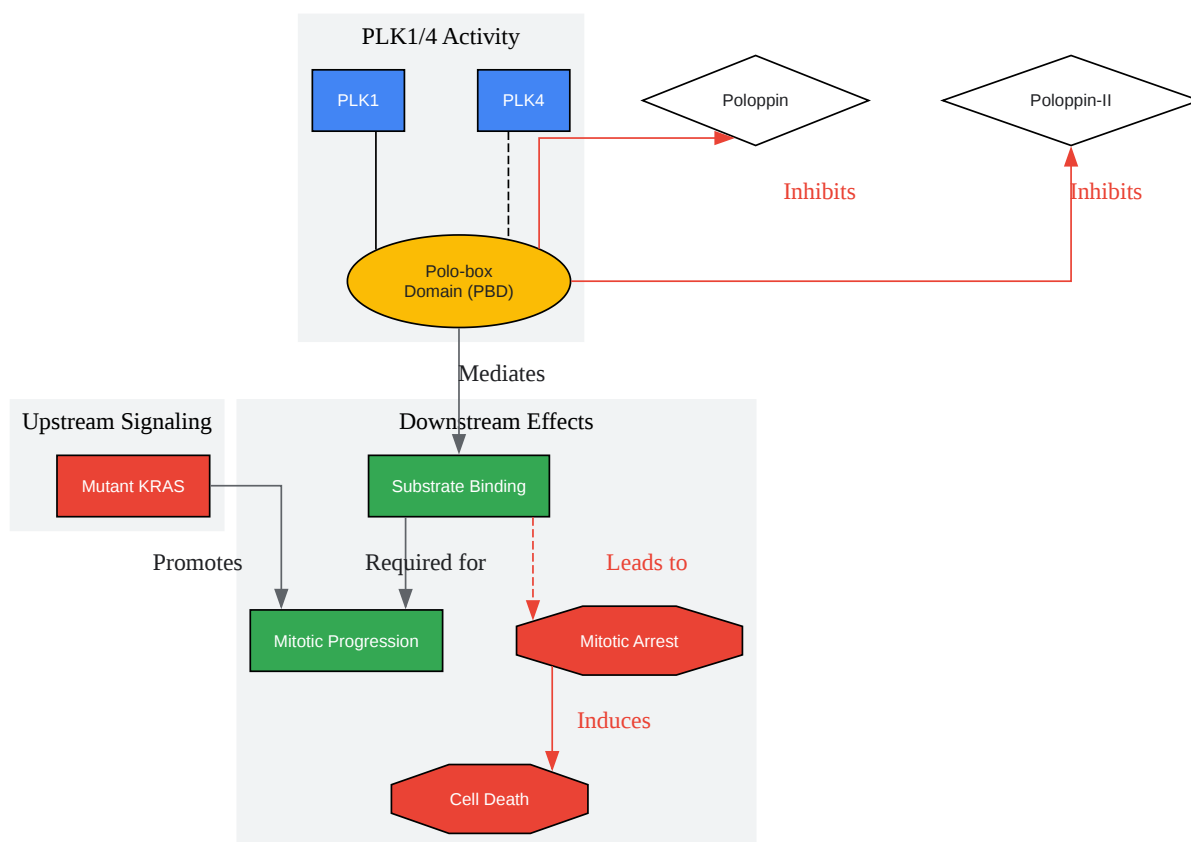 PLK1/4 Activity
PLK1
PLK4
Poloppin
Poloppin-II
Inhibits
Inhibits
Polo-box
Domain (PBD)
Mediates
Upstream Signaling
Downstream Effects
Mutant KRAS
Substrate Binding
Promotes
Required for
Leads to
Mitotic Progression
Mitotic Arrest
Induces
Cell Death